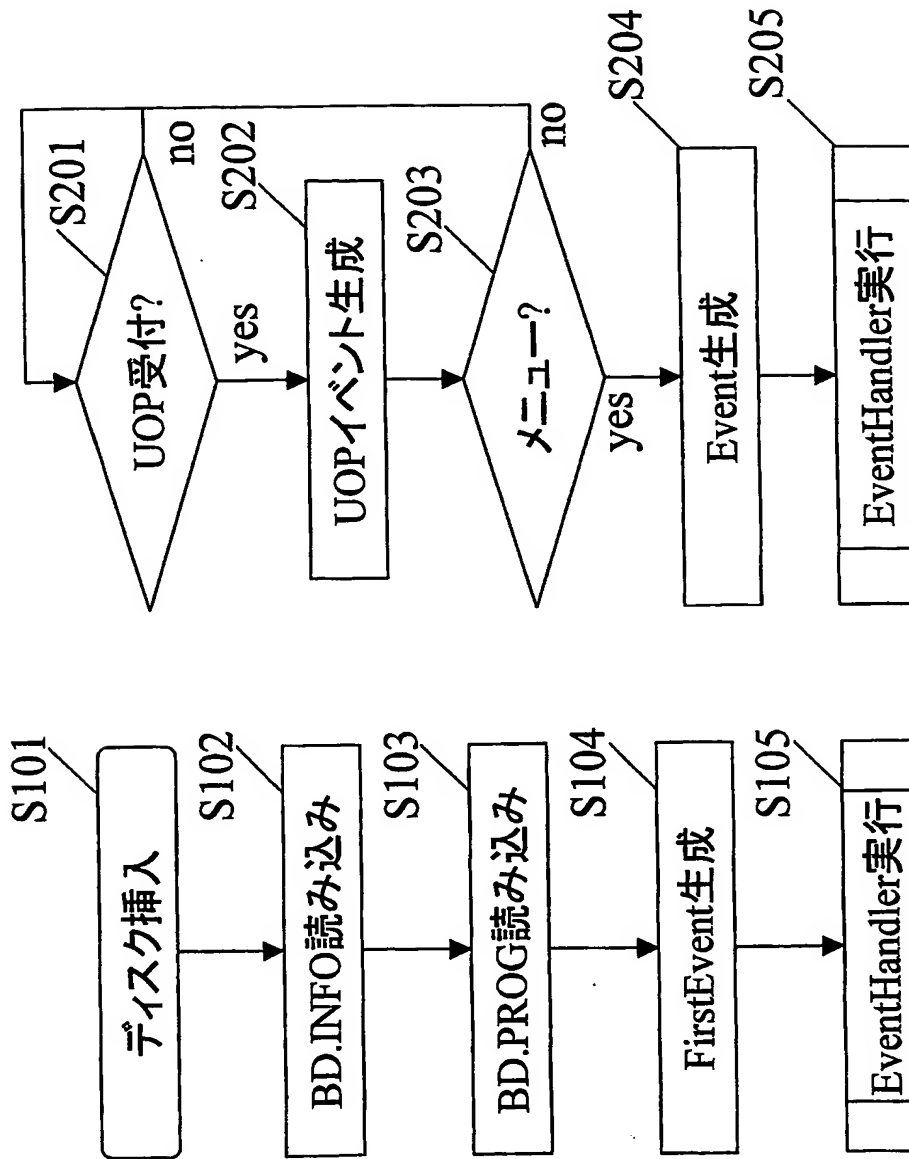 S101
ディスク挿入
S102
BD.INFO読み込み
S103
BD.PROG読み込み
S104
FirstEvent生成
S105
EventHandler実行
S201
UOP受付?
no
yes
S202
UOPイベント生成
S203
メニュー?
no
yes
S204
Event生成
S205
EventHandler実行